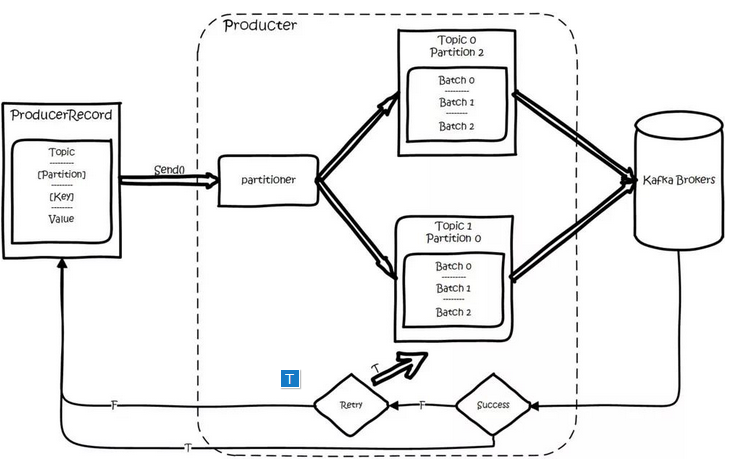 Producter
ProducerRecord
Topic
---------
[Partition]
--------
[Key]
--------
Value
Send()
partitioner
Topic 0
Partition 2
Batch 0
---------
Batch 1
--------
Batch 2
Topic 1
Partition 0
Batch 0
---------
Batch 1
--------
Batch 2
Kafka Brokers
T
T
Retry
F
Success
F
T